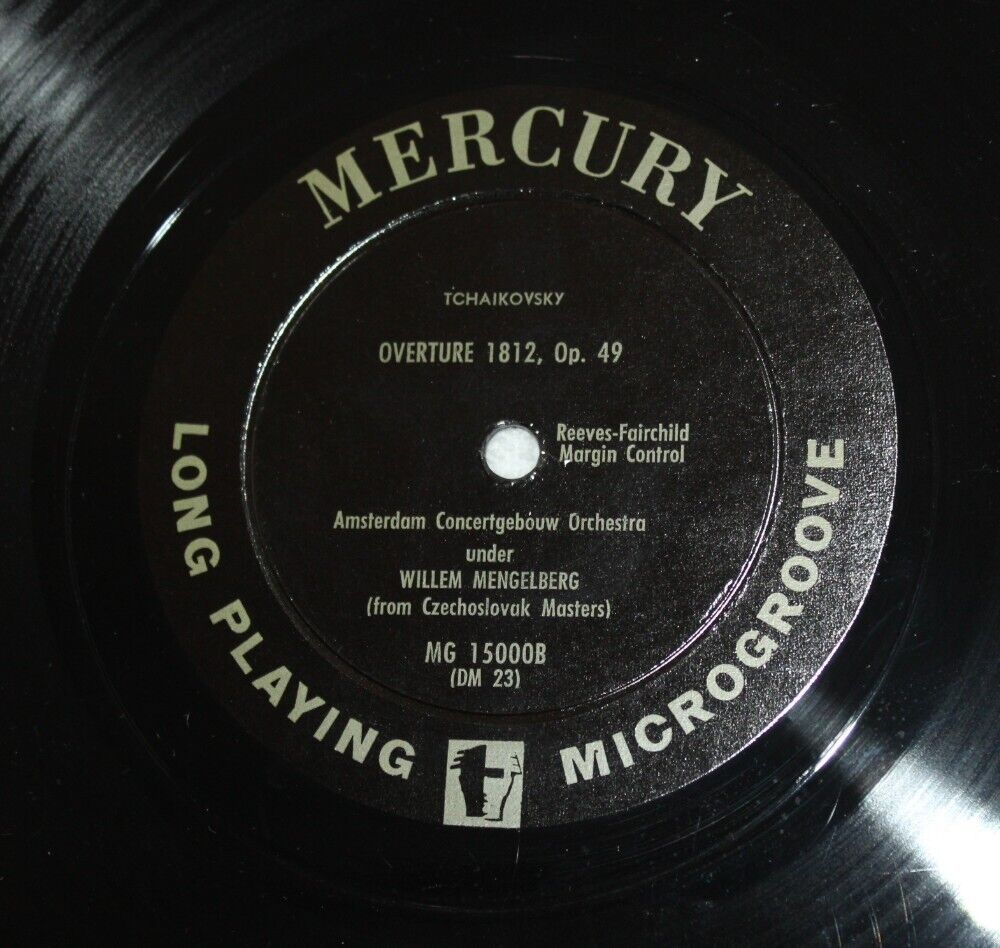 MERCURY
TCHAIKOVSKY
OVERTURE 1812, Op. 49
Reeves-Fairchild
Margin Control
Amsterdam Concertgebouw Orchestra
under
WILLEM MENGELBERG
(from Czechoslovak Masters)
MG 15000B
(DM 23)
LONG PLAYING MICROGROOVE